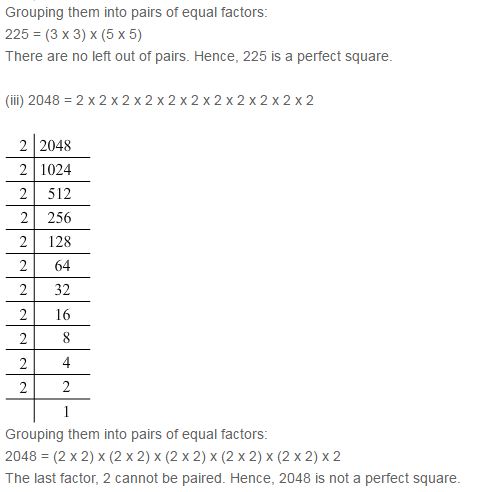 Grouping them into pairs of equal factors:
225 = (3 x 3) x (5 x 5)
There are no left out of pairs. Hence, 225 is a perfect square.
(iii) 2048 = 2 x 2 x 2 x 2 x 2 x 2 x 2 x 2 x 2 x 2 x 2
2 2048
2 1024
2 512
2 256
2 128
2 64
2 32
2 16
2 8
2 4
2 2
1
Grouping them into pairs of equal factors:
2048 = (2 x 2) x (2 x 2) x (2 x 2) x (2 x 2) x (2 x 2) x 2
The last factor, 2 cannot be paired. Hence, 2048 is not a perfect square.